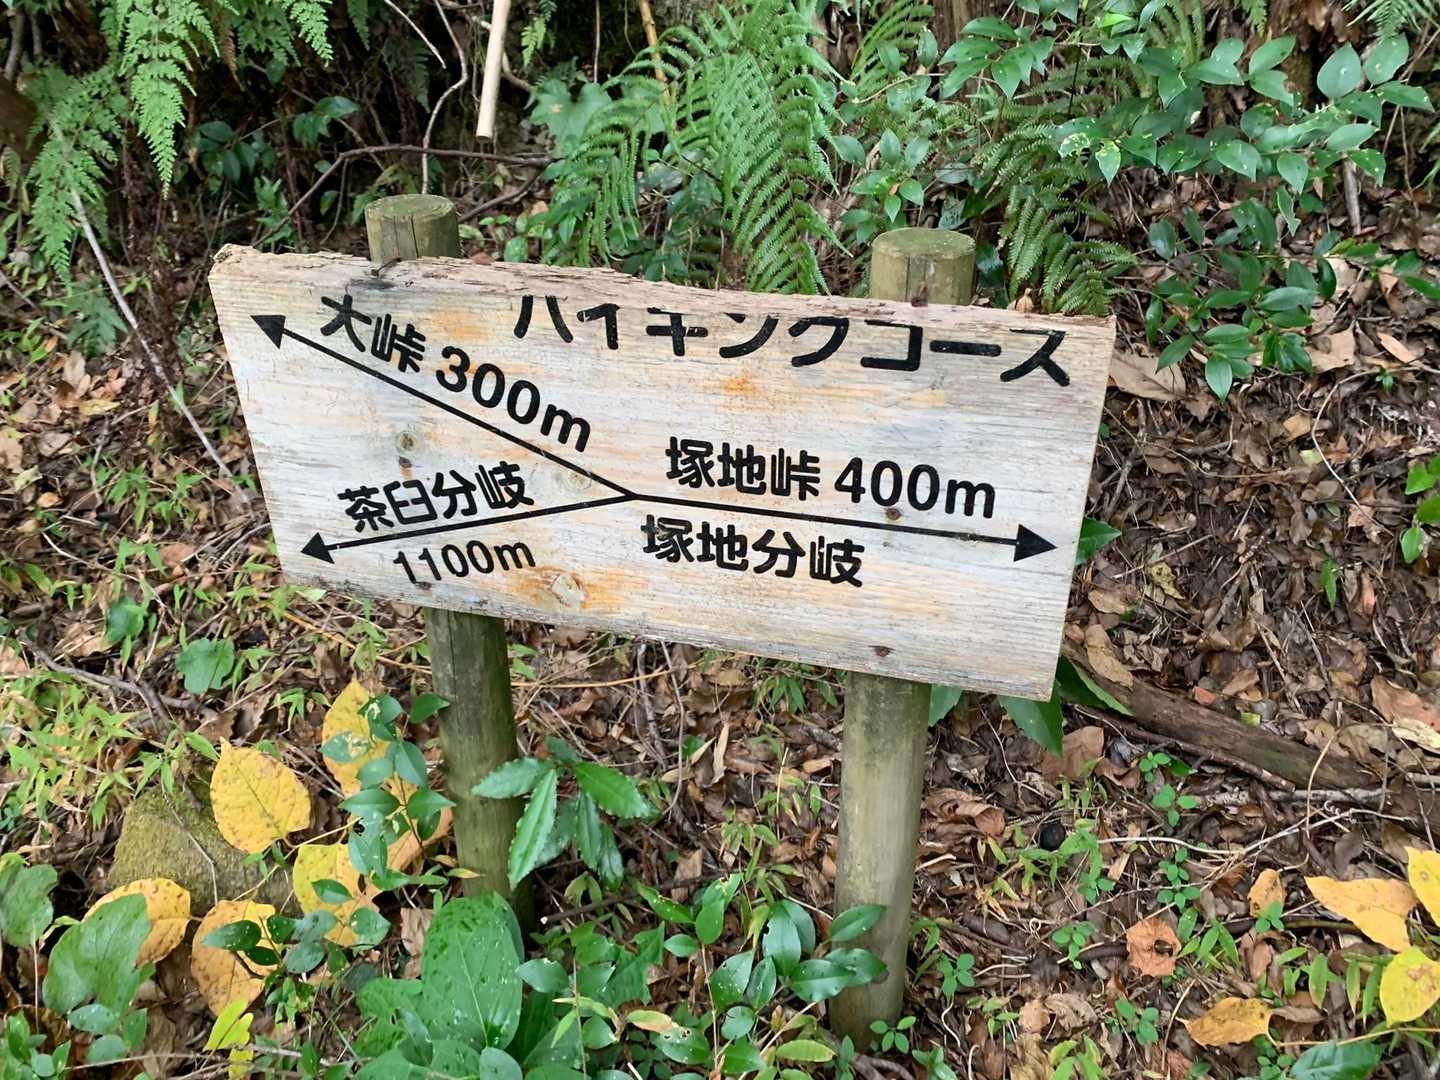 ハイキングコース
大峠 300m
塚地峠 400m
茶臼分岐
1100m
塚地分岐